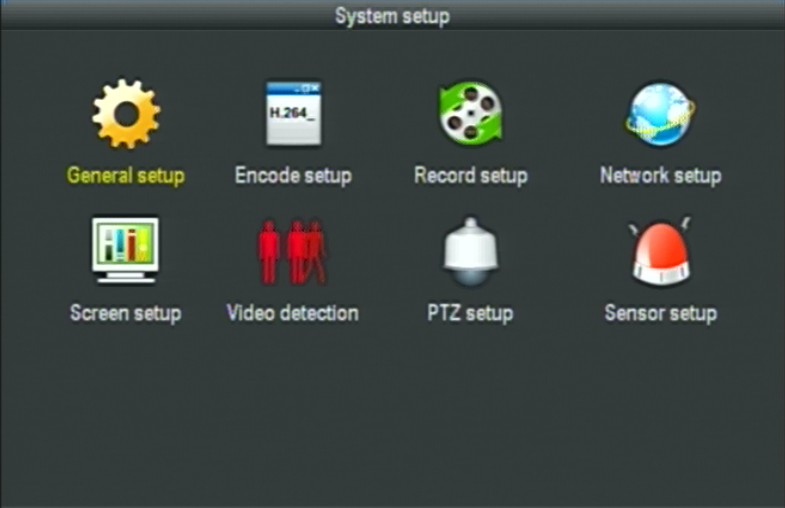 System setup
H.264_
General setup
Encode setup
Record setup
Network setup
Screen setup
Video detection
PTZ setup
Sensor setup